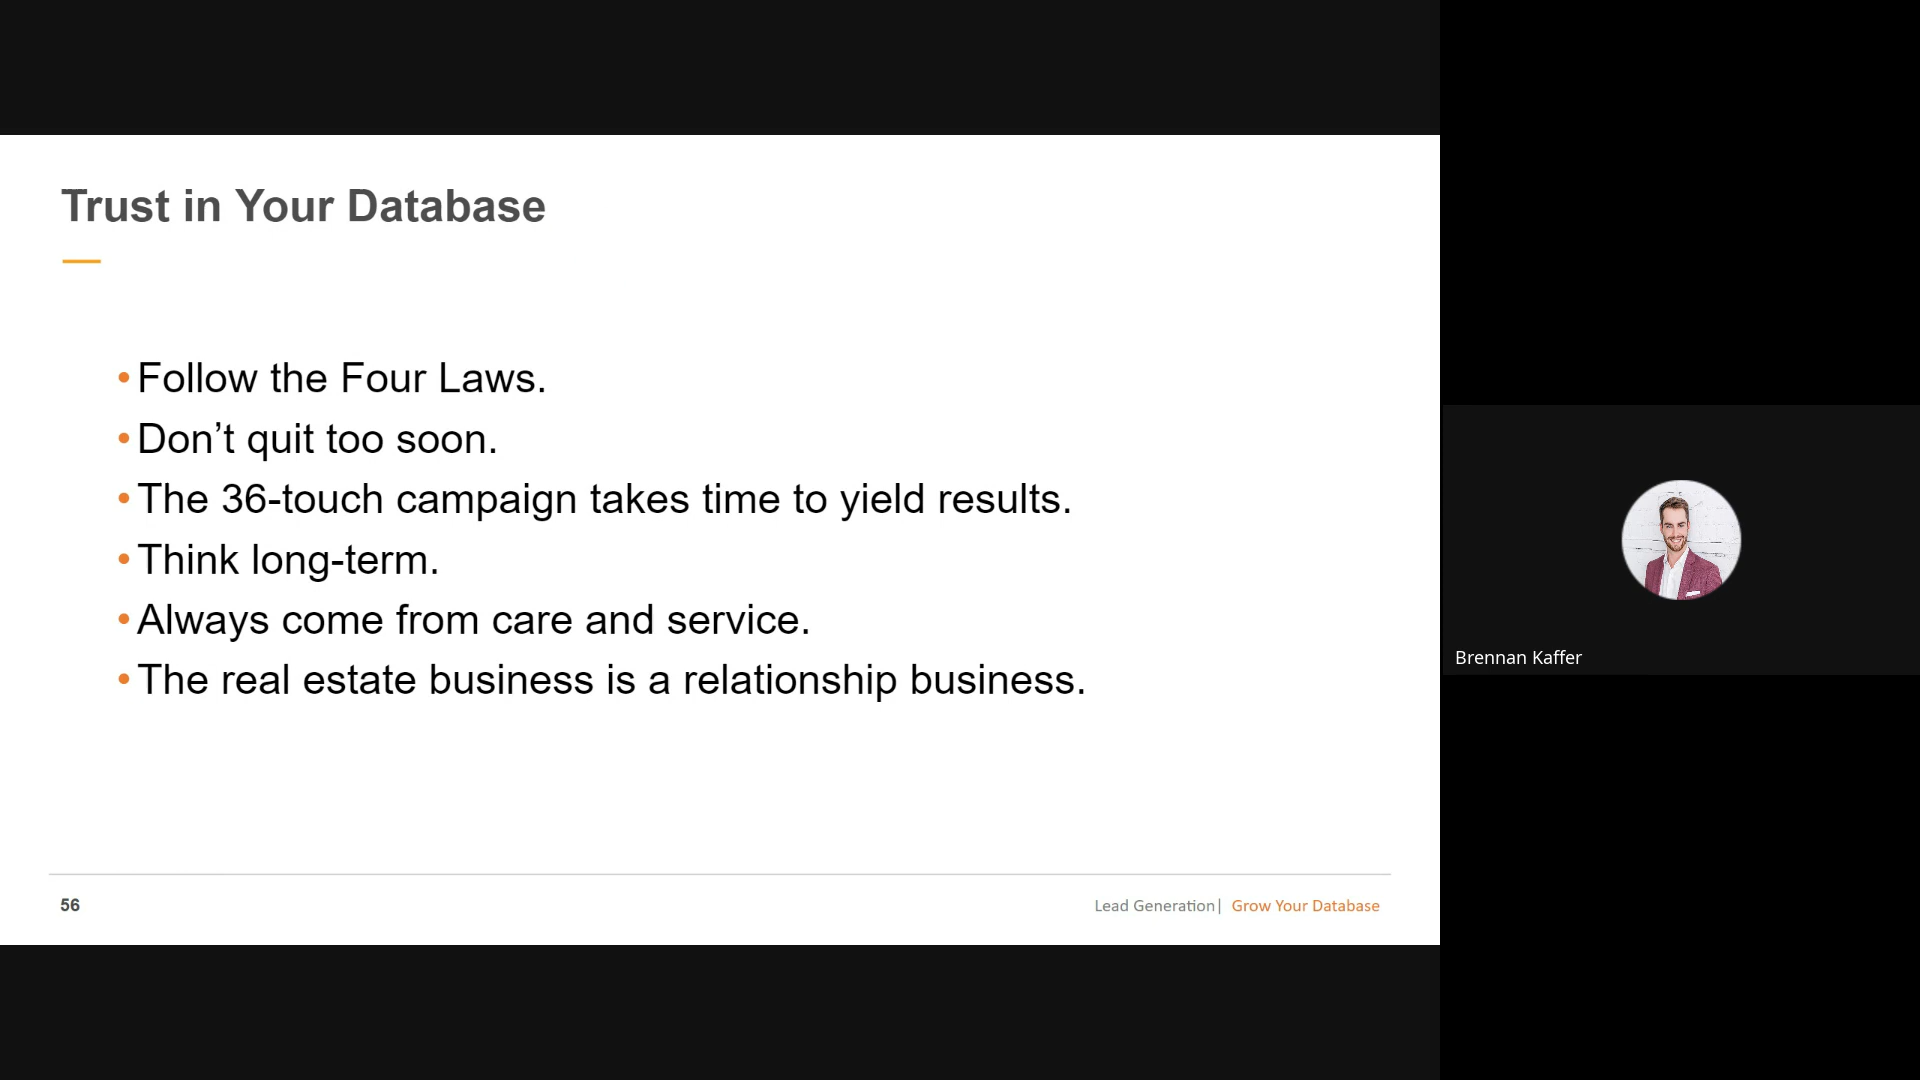 Trust in Your Database
•Follow the Four Laws.
•Don’t quit too soon.
•The 36-touch campaign takes time to yield results.
•Think long-term.
•Always come from care and service.
•The real estate business is a relationship business.
56
Lead Generation| Grow Your Database
Brennan Kaffer